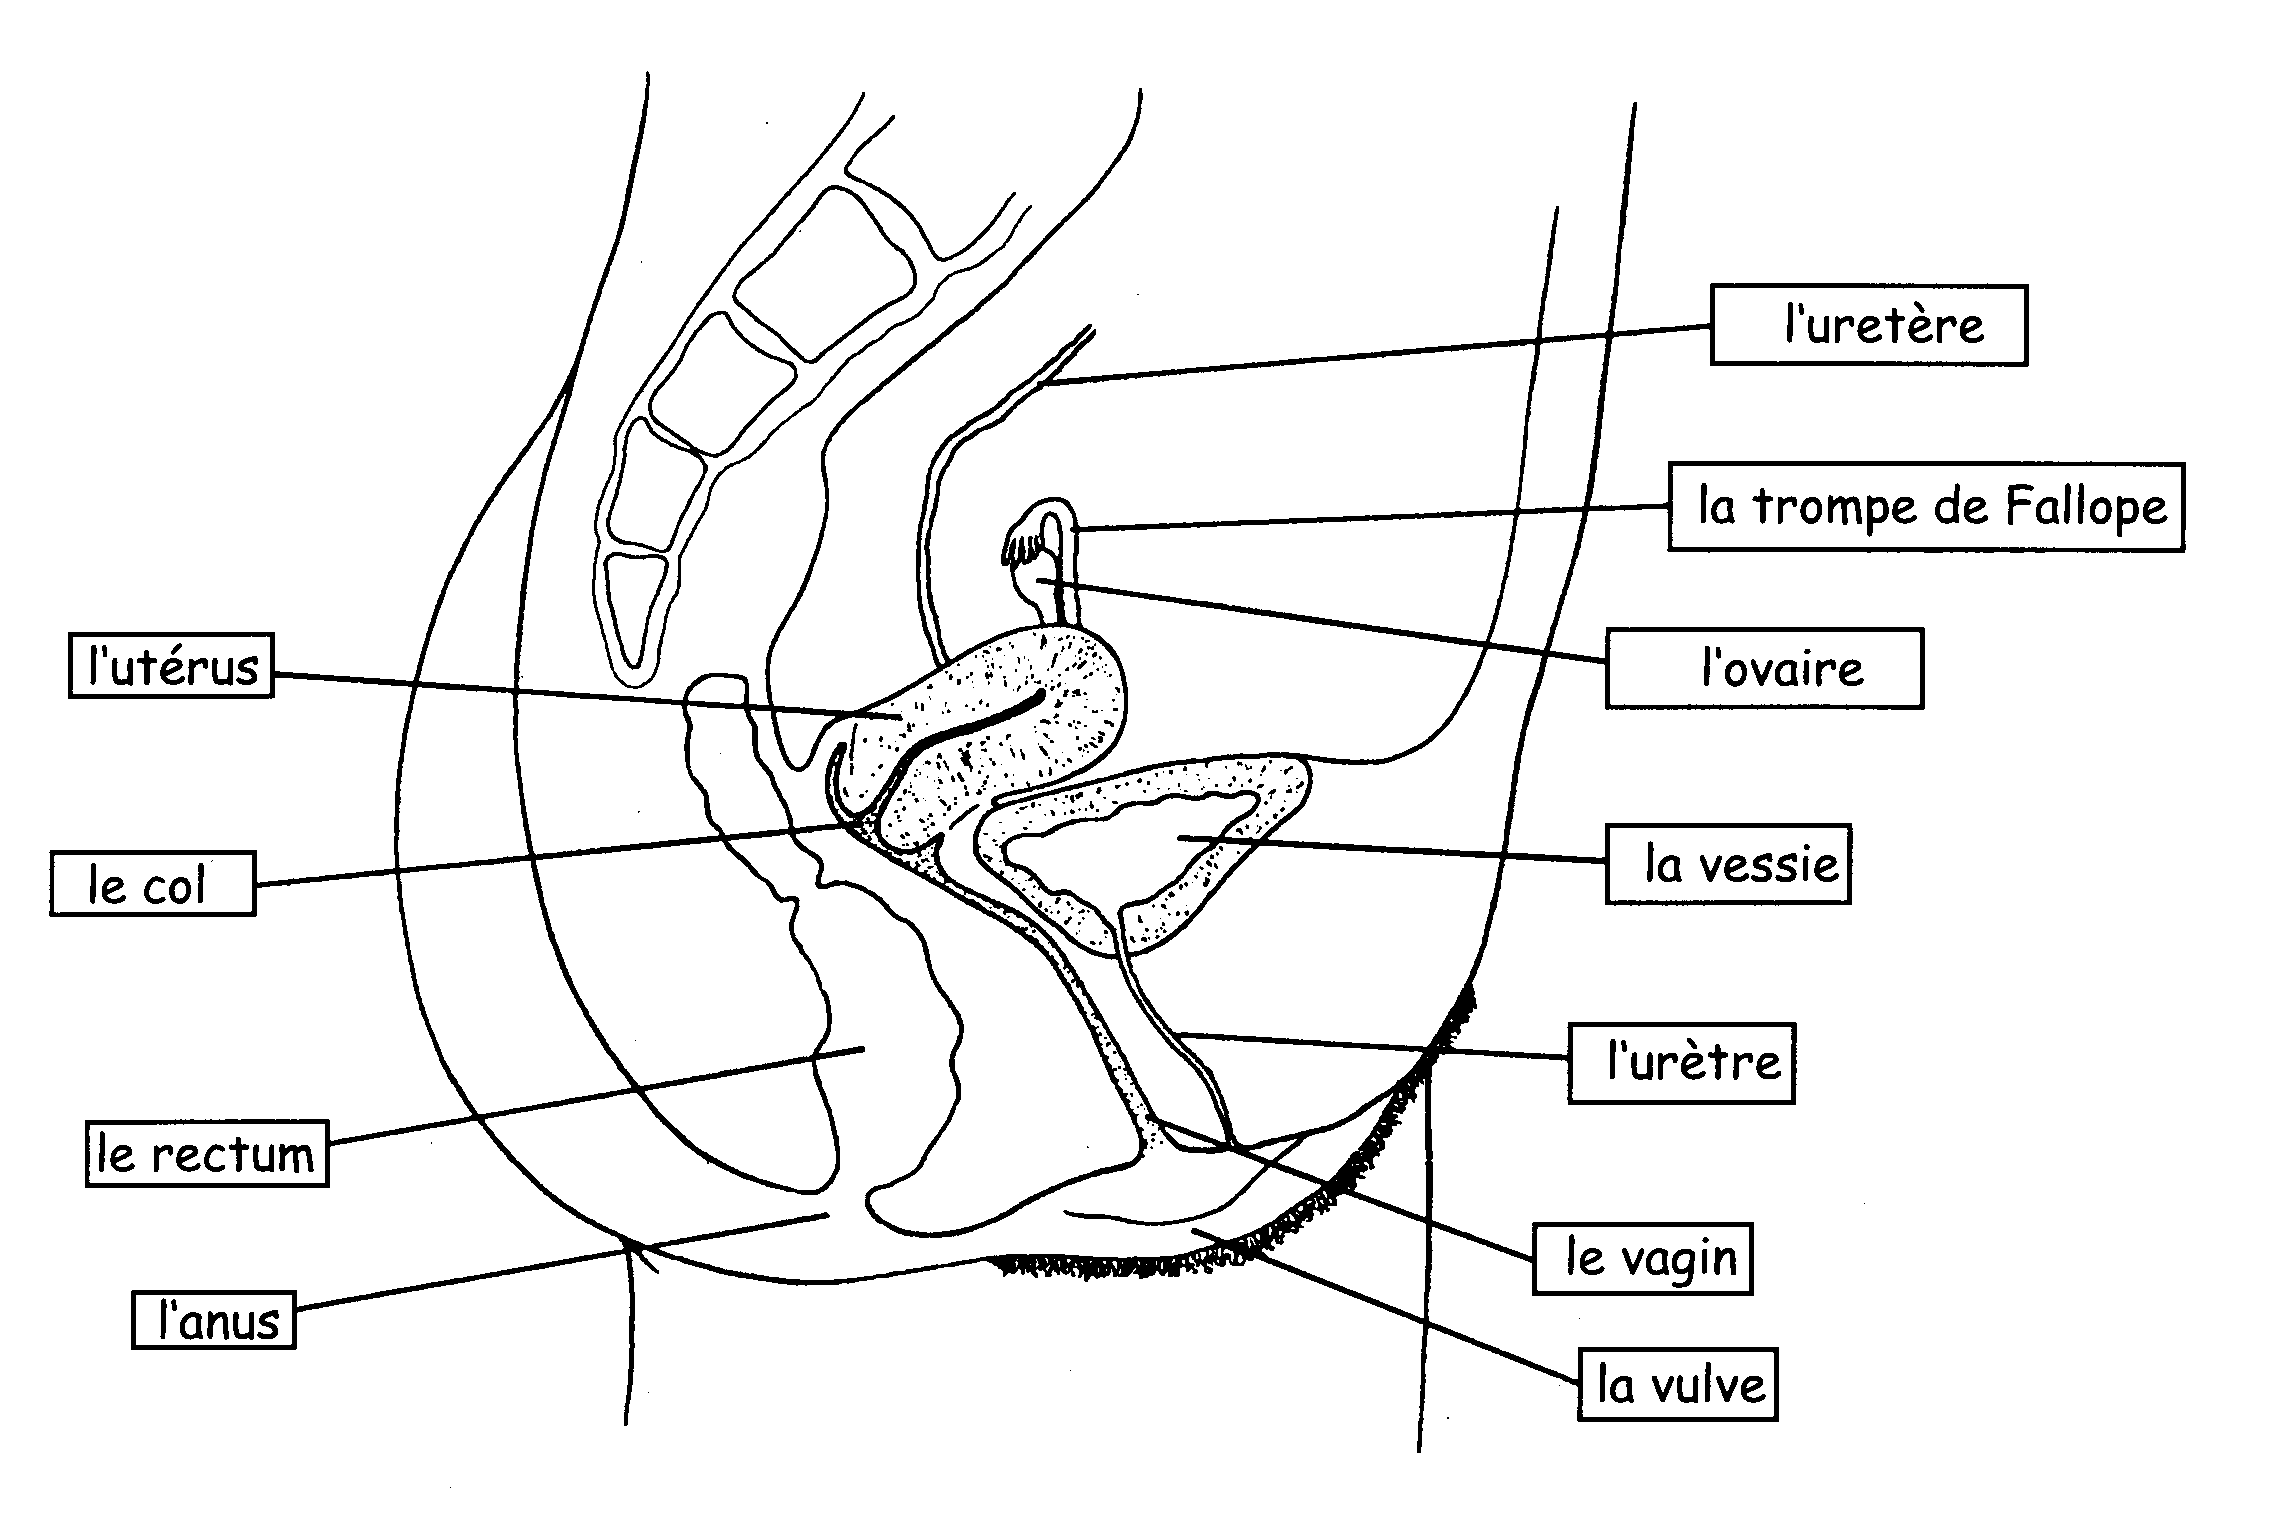 l'uretère
la trompe de Fallope
l'ovaire
l'utérus
la vessie
le col
l'urètre
le rectum
le vagin
l'anus
la vulve